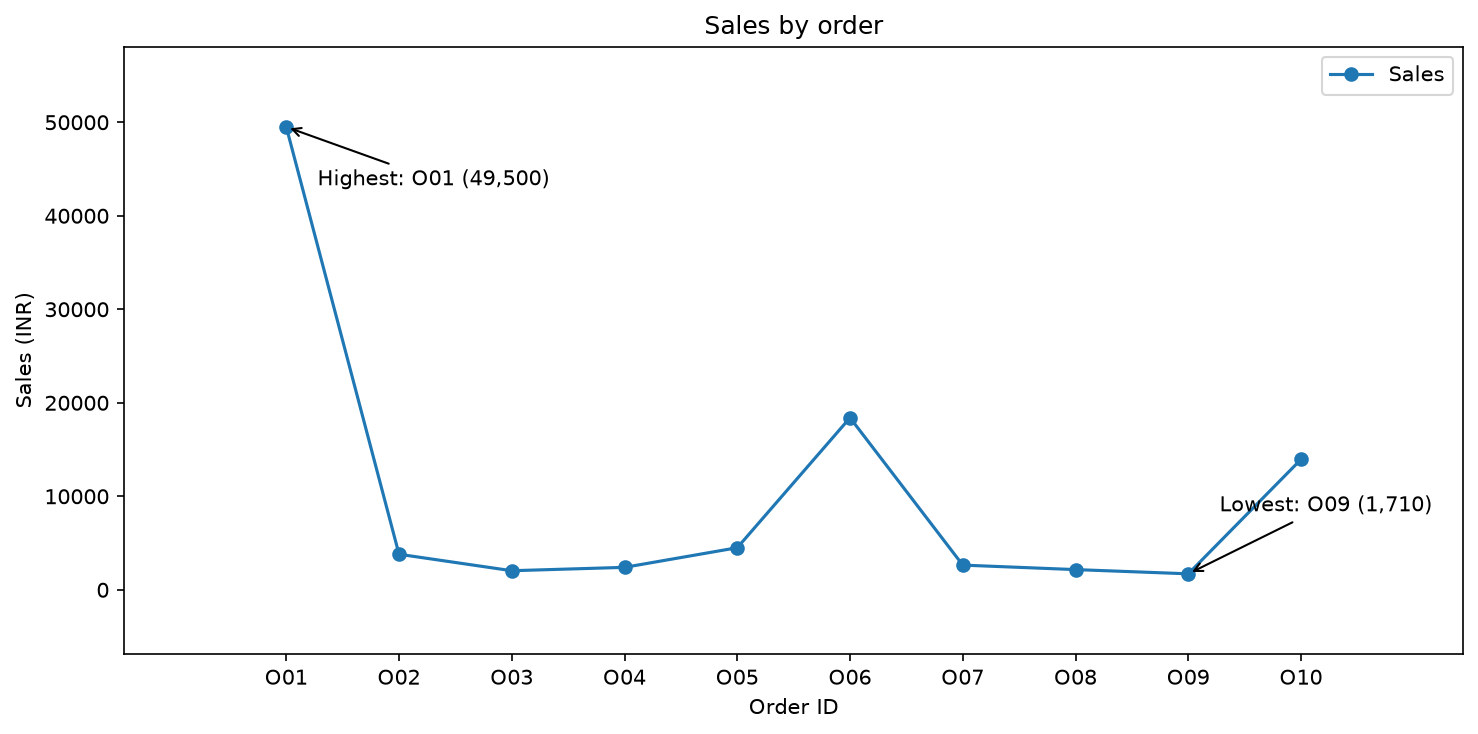 Sales by order
Sales
50000
Highest: O01 (49,500)
40000
30000
Sales (INR)
20000
10000
Lowest: O09 (1,710)
0
O01 O02 O03 O04 O05 O06 O07 O08 O09 O10
Order ID